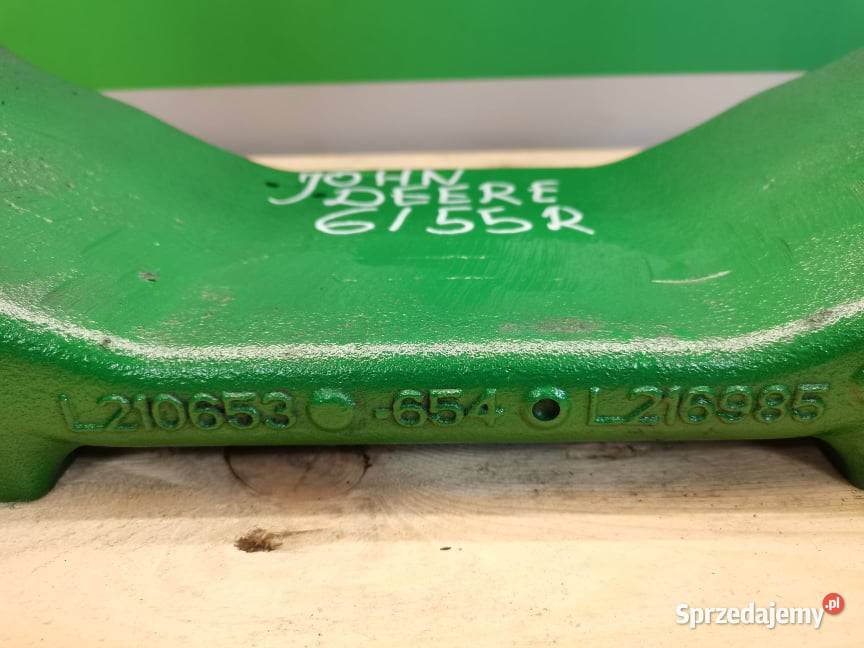 JOHN
DEERE
6155R
L210653 -654 L216985
Sprzedajemy.pl